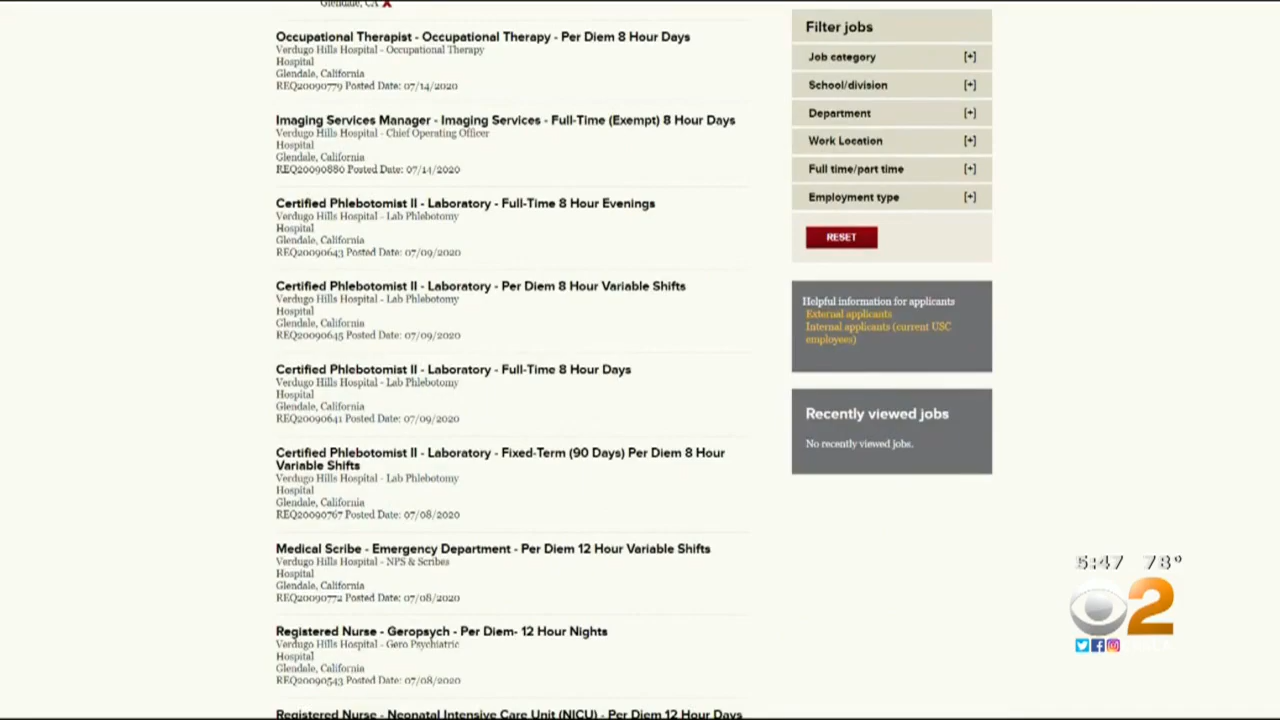 Glendale, CA X
Occupational Therapist - Occupational Therapy - Per Diem 8 Hour Days
Verdugo Hills Hospital - Occupational Therapy
Hospital
Glendale, California
REQ20090779 Posted Date: 07/14/2020
Imaging Services Manager - Imaging Services - Full-Time (Exempt) 8 Hour Days
Verdugo Hills Hospital - Chief Operating Officer
Hospital
Glendale, California
REQ20090880 Posted Date: 07/14/2020
Certified Phlebotomist II - Laboratory - Full-Time 8 Hour Evenings
Verdugo Hills Hospital - Lab Phlebotomy
Hospital
Glendale, California
REQ20090643 Posted Date: 07/09/2020
Certified Phlebotomist II - Laboratory - Per Diem 8 Hour Variable Shifts
Verdugo Hills Hospital - Lab Phlebotomy
Hospital
Glendale, California
REQ20090645 Posted Date: 07/09/2020
Certified Phlebotomist II - Laboratory - Full-Time 8 Hour Days
Verdugo Hills Hospital - Lab Phlebotomy
Hospital
Glendale, California
REQ20090641 Posted Date: 07/09/2020
Certified Phlebotomist II - Laboratory - Fixed-Term (90 Days) Per Diem 8 Hour
Variable Shifts
Verdugo Hills Hospital - Lab Phlebotomy
Hospital
Glendale, California
REQ20090767 Posted Date: 07/08/2020
Medical Scribe - Emergency Department - Per Diem 12 Hour Variable Shifts
Verdugo Hills Hospital - NPS & Scribes
Hospital
Glendale, California
REQ20090772 Posted Date: 07/08/2020
Registered Nurse - Geropsych - Per Diem- 12 Hour Nights
Verdugo Hills Hospital - Gero Psychiatric
Hospital
Glendale, California
REQ20090543 Posted Date: 07/08/2020
Registered Nurse - Neonatal Intensive Care Unit (NICU) - Per Diem 12 Hour Days
Filter jobs
Job category [+]
School/division [+]
Department [+]
Work Location [+]
Full time/part time [+]
Employment type [+]
RESET
Helpful information for applicants
External applicants
Internal applicants (current USC
employees)
Recently viewed jobs
No recently viewed jobs.
5:47 78°
2